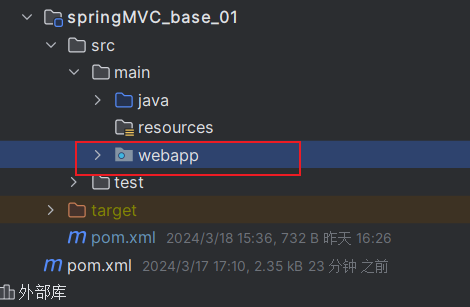 springMVC_base_01
src
main
java
resources
webapp
test
target
pom.xml 2024/3/18 15:36, 732 B 昨天 16:26
pom.xml 2024/3/17 17:10, 2.35 kB 23 分钟 之前
外部库